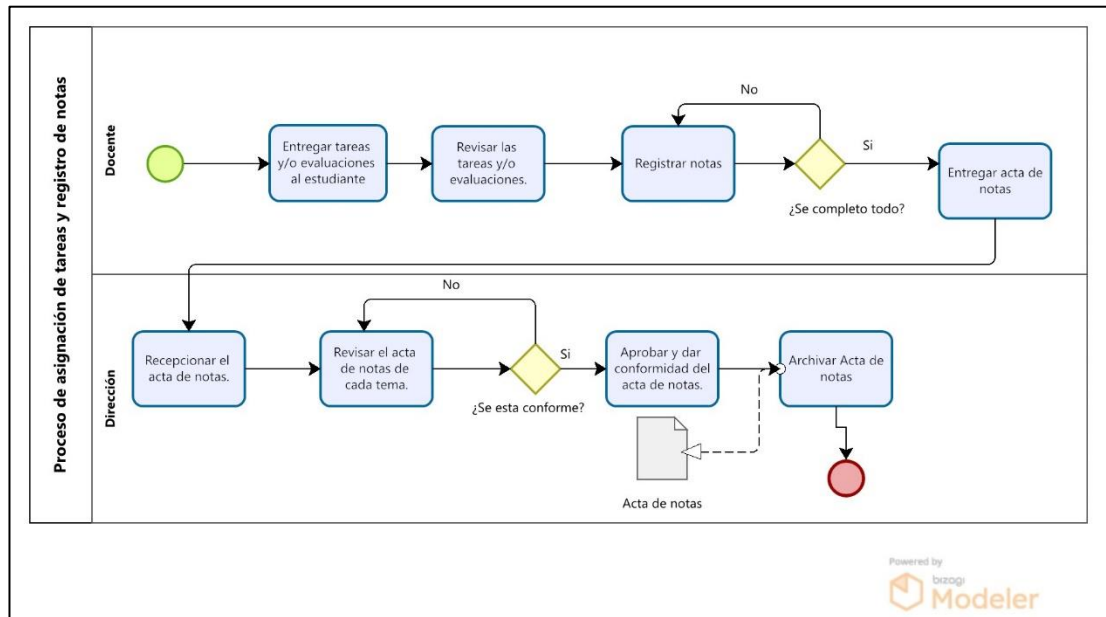 Proceso de asignación de tareas y registro de notas
Docente
Entregar tareas
y/o evaluaciones
al estudiante
Revisar las
tareas y/o
evaluaciones.
Registrar notas
No
¿Se completo todo?
Si
Entregar acta de
notas
Dirección
Recepcionar el
acta de notas.
Revisar el acta
de notas de
cada tema.
No
¿Se esta conforme?
Si
Aprobar y dar
conformidad del
acta de notas.
Acta de notas
Archivar Acta de
notas
Powered by
bizagi
Modeler